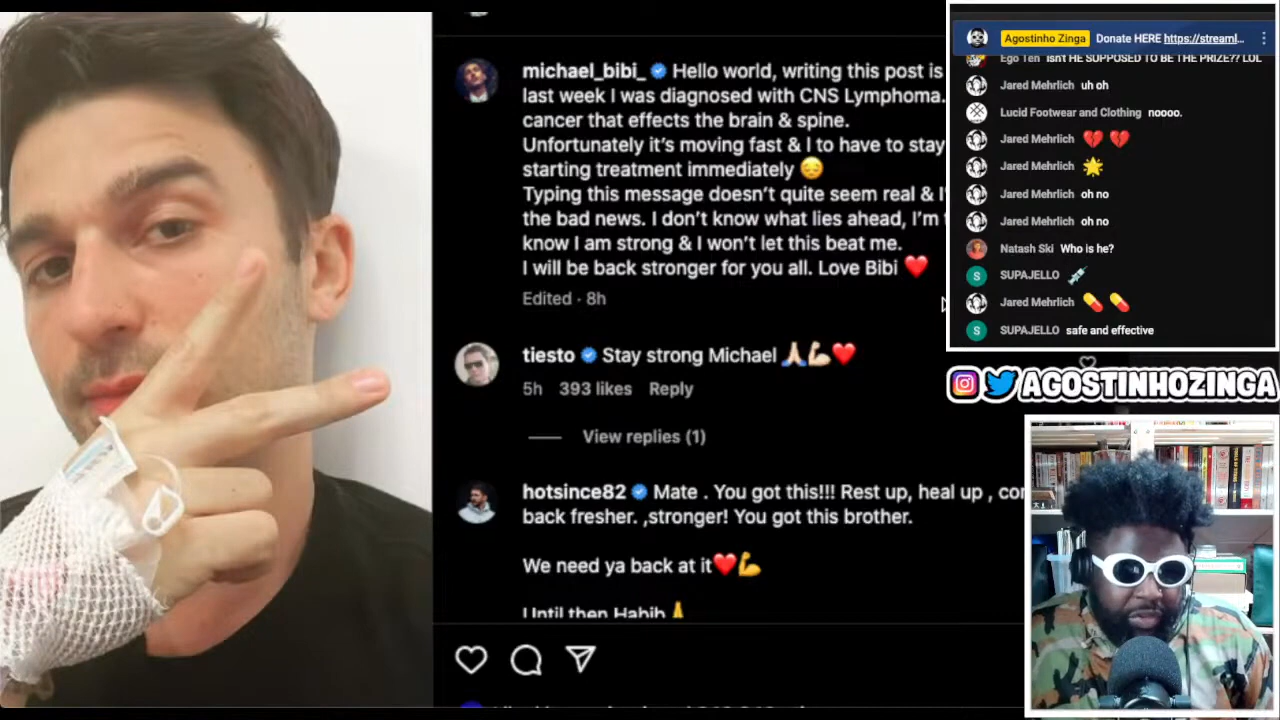 michael_bibi_ Hello world, writing this post is
last week I was diagnosed with CNS Lymphoma.
cancer that effects the brain & spine.
Unfortunately it's moving fast & I to have to stay
starting treatment immediately 😔
Typing this message doesn't quite seem real & I'
the bad news. I don't know what lies ahead, I'm
know I am strong & I won't let this beat me.
I will be back stronger for you all. Love Bibi ❤️
Edited · 8h
tiesto Stay strong Michael 🙏🏻💪🏻❤️
5h 393 likes Reply
View replies (1)
hotsince82 Mate . You got this!!! Rest up, heal up , con
back fresher. ,stronger! You got this brother.
We need ya back at it❤️💪
Until then Habib 🙏
Agostinho Zinga Donate HERE https://streaml...
Ego Ten isn't HE SUPPOSED TO BE THE PRIZE?? LOL
Jared Mehrlich uh oh
Lucid Footwear and Clothing noooo.
Jared Mehrlich 💔 💔
Jared Mehrlich 🌟
Jared Mehrlich oh no
Jared Mehrlich oh no
Natash Ski Who is he?
S SUPAJELLO 💉
Jared Mehrlich 💊 💊
S SUPAJELLO safe and effective
AGOSTINHOZINGA